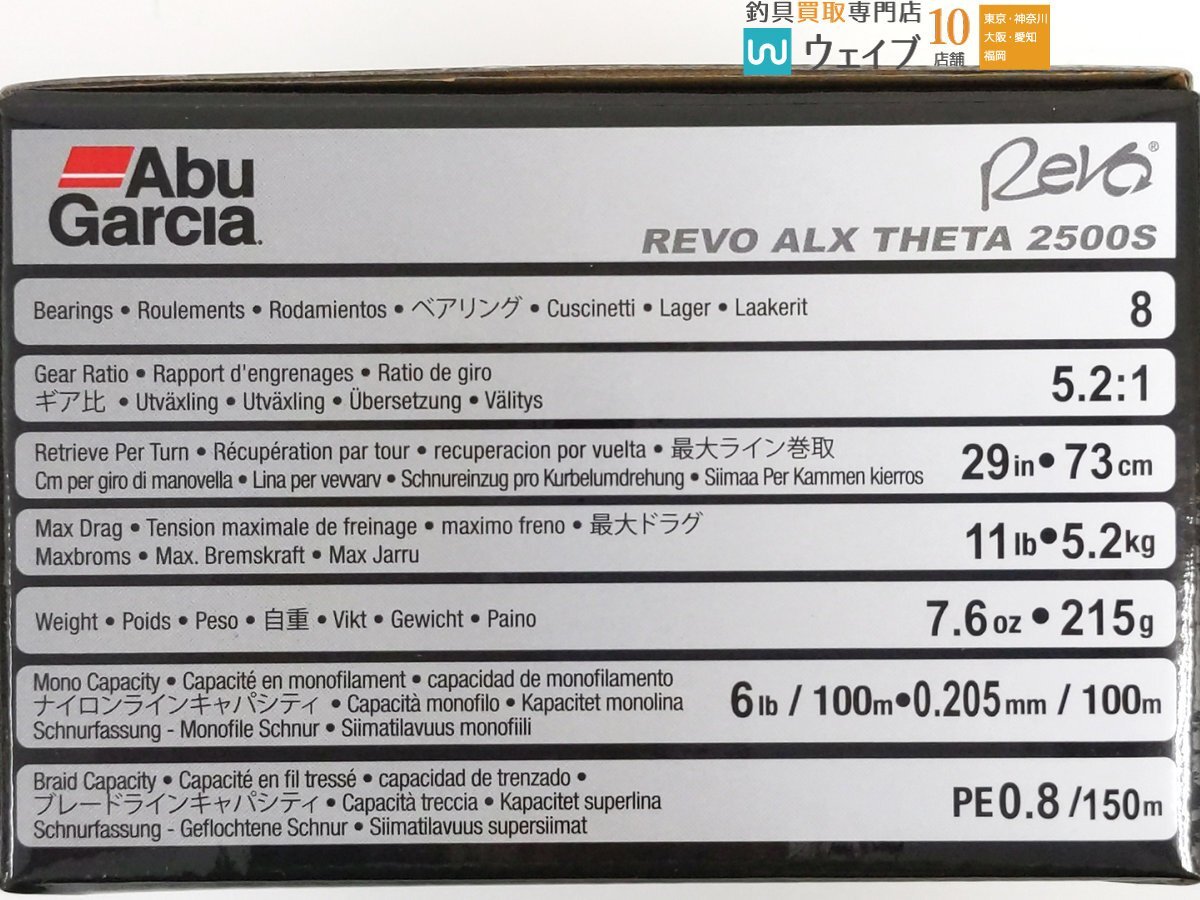 釣具買取専門店
ウェイブ
10
店舗
東京・神奈川
大阪・愛知
福岡
Abu
Garcia.
Revo®
REVO ALX THETA 2500S
Bearings • Roulements • Rodamientos • ベアリング • Cuscinetti • Lager • Laakerit
8
Gear Ratio • Rapport d'engrenages • Ratio de giro
ギア比 • Utväxling • Utväxling • Übersetzung • Välitys
5.2:1
Retrieve Per Turn • Récupération par tour • recuperacion por vuelta • 最大ライン巻取
Cm per giro di manovella • Lina per vevvarv • Schnureinzug pro Kurbelumdrehung • Siimaa Per Kammen kierros
29in • 73cm
Max Drag • Tension maximale de freinage • maximo freno • 最大ドラグ
Maxbroms • Max. Bremskraft • Max Jarru
11lb•5.2kg
Weight • Poids • Peso • 自重 • Vikt • Gewicht • Paino
7.6oz • 215g
Mono Capacity • Capacité en monofilament • capacidad de monofilamento
ナイロンラインキャパシティ • Capacità monofilo • Kapacitet monolina
Schnurfassung - Monofile Schnur • Siimatilavuus monofiili
6lb / 100m•0.205mm / 100m
Braid Capacity • Capacité en fil tressé • capacidad de trenzado •
ブレードラインキャパシティ • Capacità treccia • Kapazitet superlina
Schnurfassung - Geflochtene Schnur • Siimatilavuus supersiimat
PE0.8 /150m